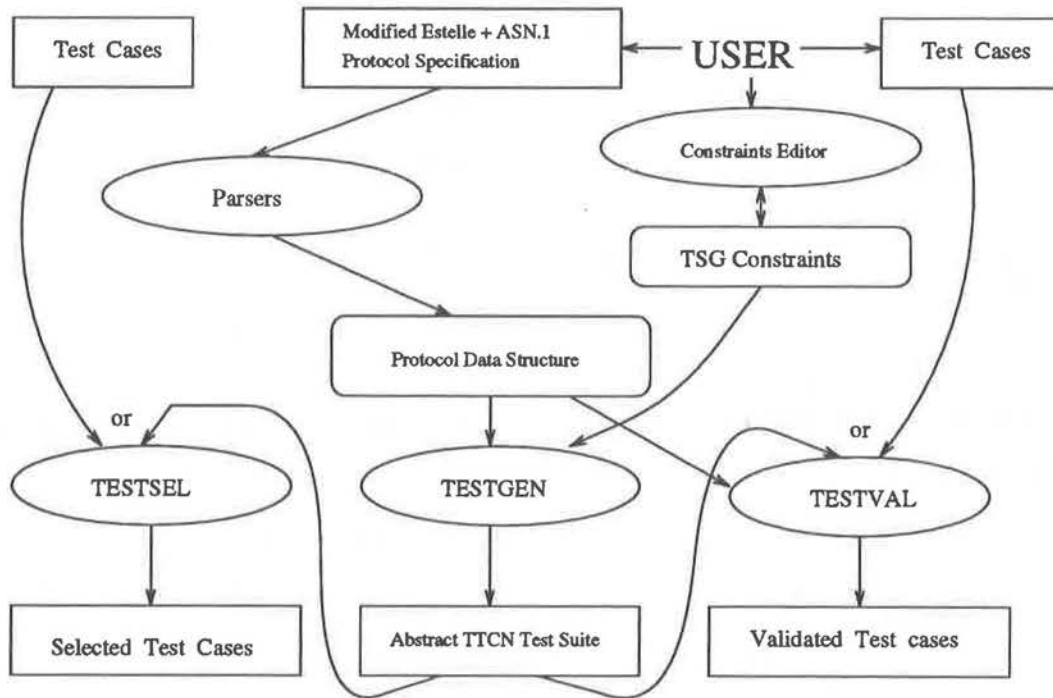 Test Cases
Modified Estelle + ASN.1
Protocol Specification
USER
Test Cases
Constraints Editor
Parsers
TSG Constraints
Protocol Data Structure
or
or
TESTSEL
TESTGEN
TESTVAL
Selected Test Cases
Abstract TTCN Test Suite
Validated Test cases